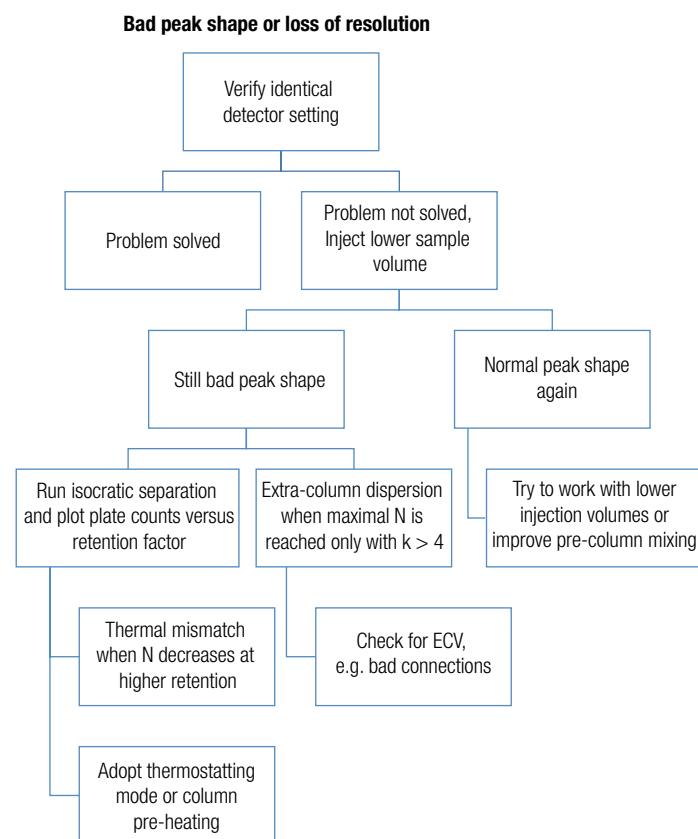 Bad peak shape or loss of resolution
Verify identical
detector setting
Problem solved
Problem not solved,
Inject lower sample
volume
Still bad peak shape
Normal peak shape
again
Run isocratic separation
and plot plate counts versus
retention factor
Extra-column dispersion
when maximal N is
reached only with k > 4
Try to work with lower
injection volumes or
improve pre-column mixing
Thermal mismatch
when N decreases at
higher retention
Check for ECV,
e.g. bad connections
Adopt thermostatting
mode or column
pre-heating